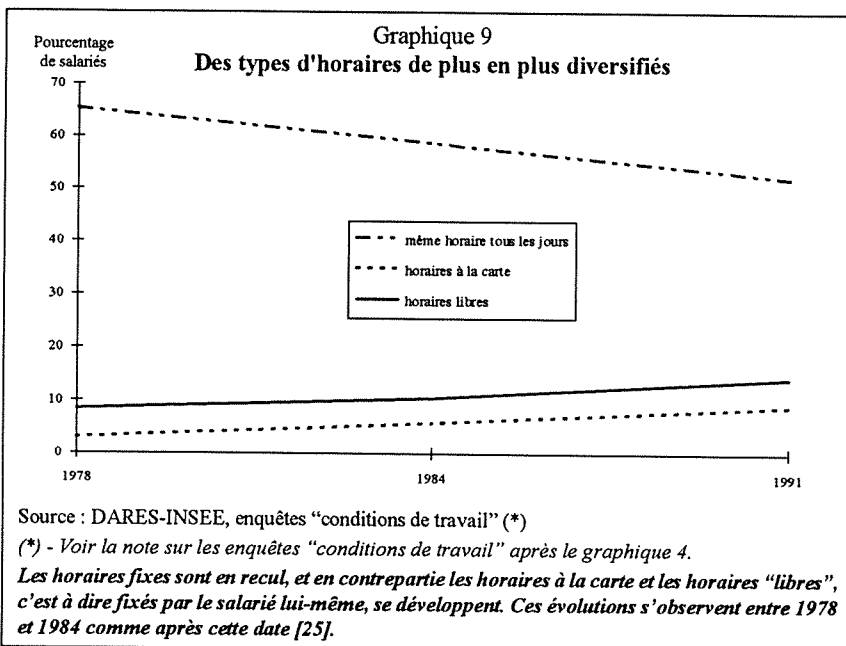 Graphique 9
Des types d'horaires de plus en plus diversifiés
Pourcentage
de salariés
70
60
50
40
30
20
10
0
même horaire tous les jours
horaires à la carte
horaires libres
1978
1984
1991
Source : DARES-INSEE, enquêtes “conditions de travail” (*)
(*) - Voir la note sur les enquêtes “conditions de travail” après le graphique 4.
Les horaires fixes sont en recul, et en contrepartie les horaires à la carte et les horaires “libres”,
c’est à dire fixés par le salarié lui-même, se développent. Ces évolutions s’observent entre 1978
et 1984 comme après cette date [25].